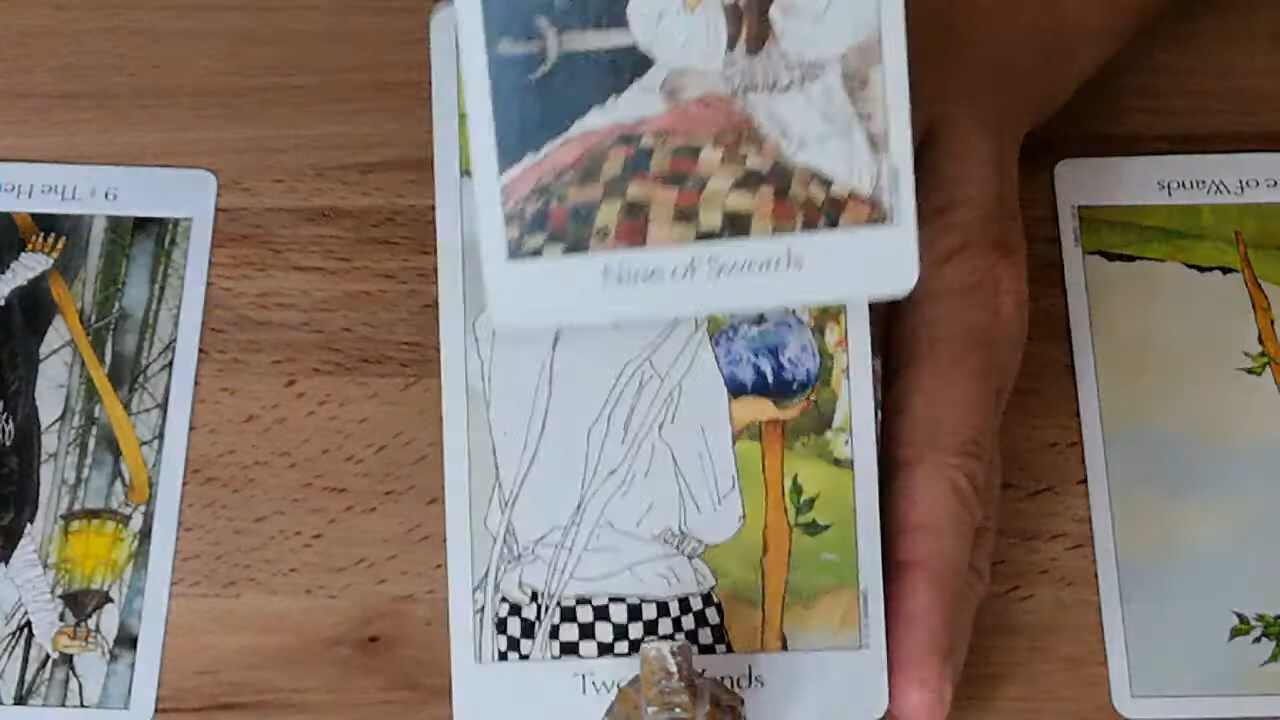 Nine of Swords
9 The He
e of Wands
Two nds